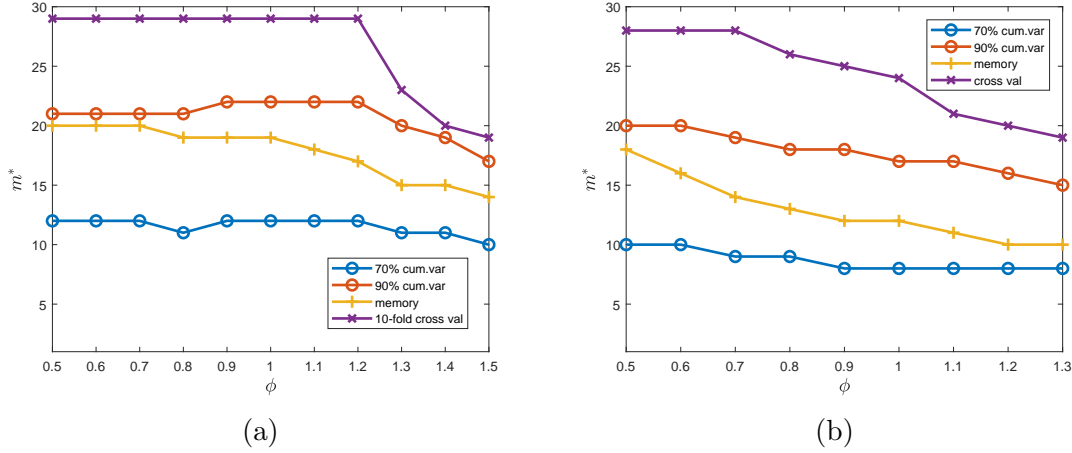 30
25
20
15
10
5
m*
0.5 0.6 0.7 0.8 0.9 1 1.1 1.2 1.3 1.4 1.5
ϕ
70% cum.var
90% cum.var
memory
10-fold cross val
(a)
30
25
20
15
10
5
m*
0.5 0.6 0.7 0.8 0.9 1 1.1 1.2 1.3
ϕ
70% cum.var
90% cum.var
memory
cross val
(b)